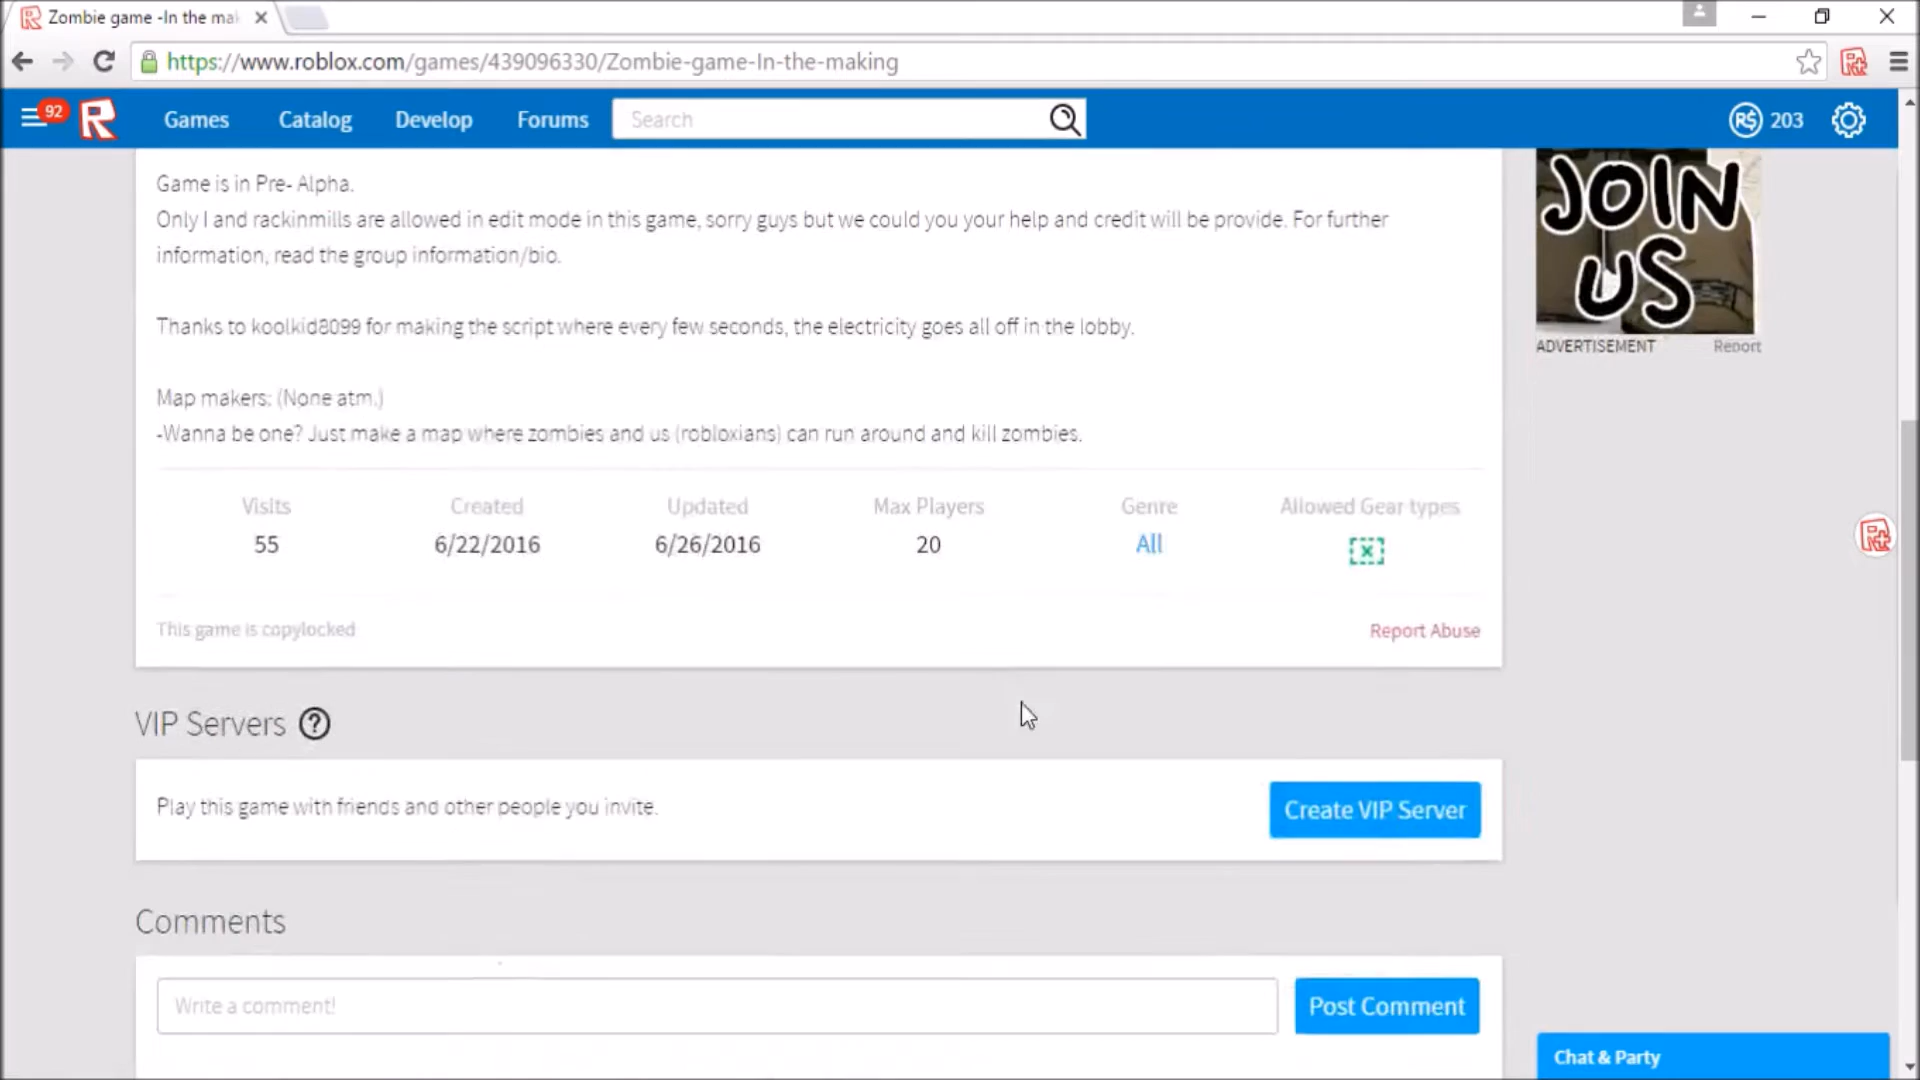 Zombie game -In the mal
https://www.roblox.com/games/439096330/Zombie-game-In-the-making
92
Games Catalog Develop Forums Search R$ 203
Game is in Pre- Alpha.
Only I and rackinmills are allowed in edit mode in this game, sorry guys but we could you your help and credit will be provide. For further
information, read the group information/bio.
Thanks to koolkid8099 for making the script where every few seconds, the electricity goes all off in the lobby.
Map makers: (None atm.)
-Wanna be one? Just make a map where zombies and us (robloxians) can run around and kill zombies.
JOIN
US
ADVERTISEMENT Report
Visits Created Updated Max Players Genre Allowed Gear types
55 6/22/2016 6/26/2016 20 All
This game is copylocked Report Abuse
VIP Servers ?
Play this game with friends and other people you invite. Create VIP Server
Comments
Write a comment! Post Comment
Chat & Party